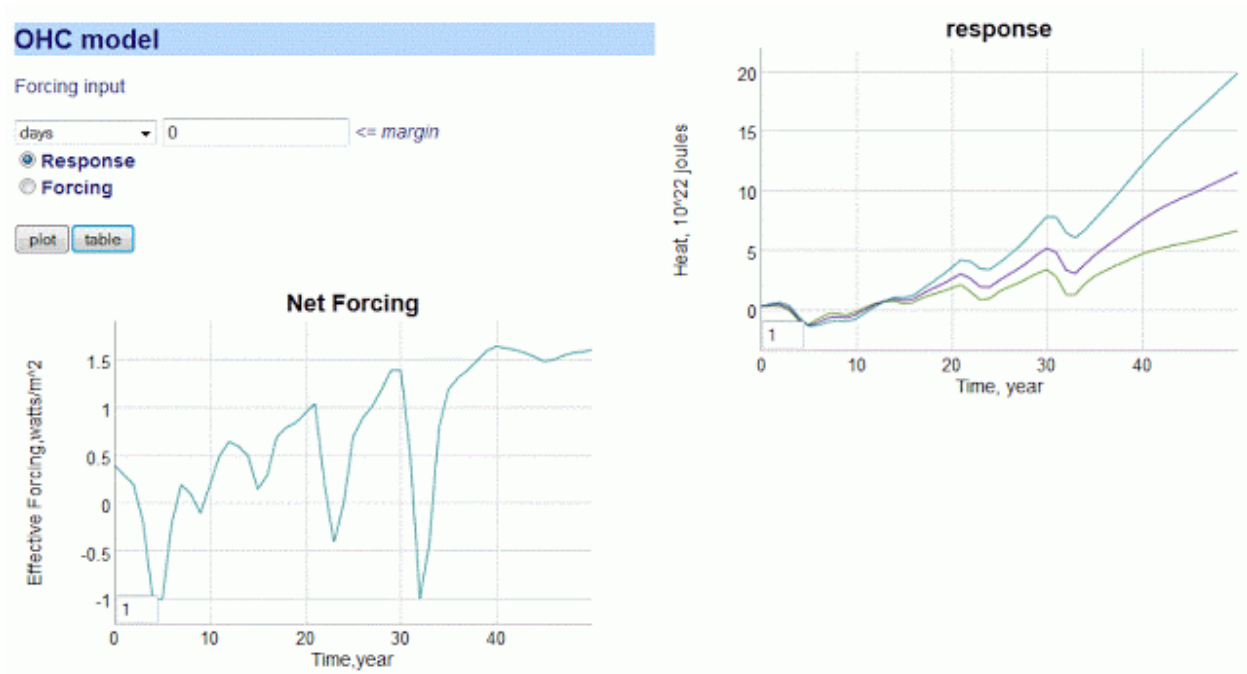 OHC model
Forcing input
days 0 <= margin
Response
Forcing
plot table
Net Forcing
Effective Forcing,watts/m^2
1.5
1
0.5
0
-0.5
-1
1
0 10 20 30 40
Time,year
response
Heat, 10^22 joules
20
15
10
5
0
1
0 10 20 30 40
Time, year